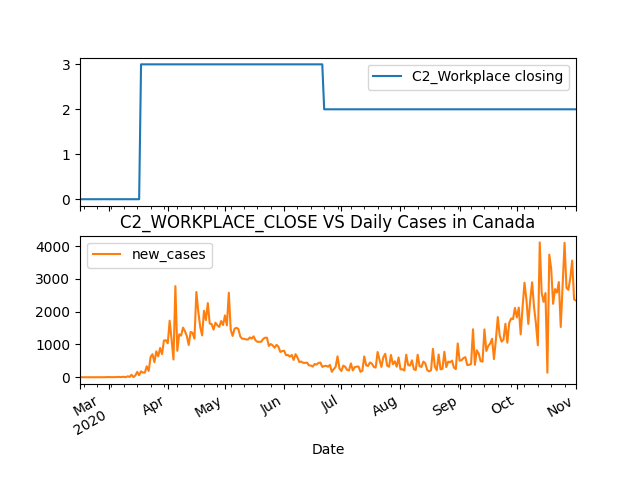 3
2
1
0
C2_Workplace closing
C2_WORKPLACE_CLOSE VS Daily Cases in Canada
4000
3000
2000
1000
0
new_cases
Mar
2020
Apr
May
Jun
Jul
Aug
Sep
Oct
Nov
Date